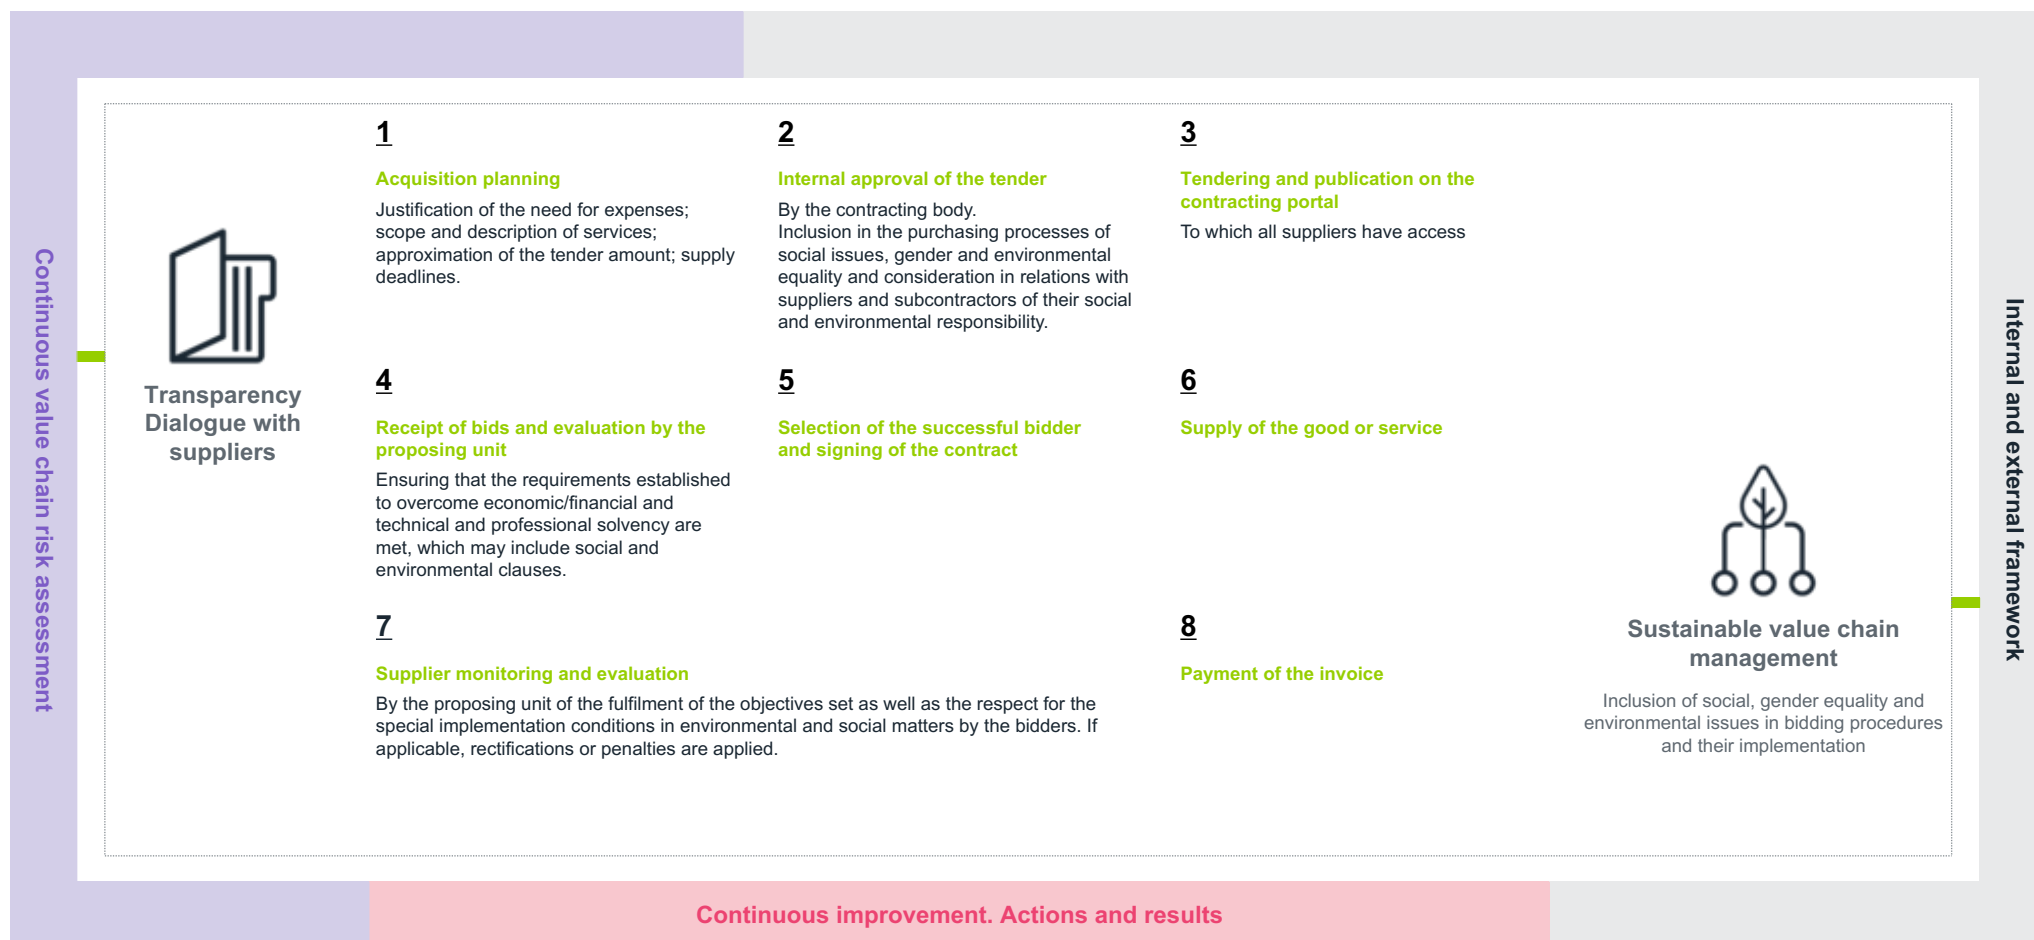 Continuous value chain risk assessment
Transparency
Dialogue with
suppliers
1
Acquisition planning
Justification of the need for expenses;
scope and description of services;
approximation of the tender amount; supply
deadlines.
2
Internal approval of the tender
By the contracting body.
Inclusion in the purchasing processes of
social issues, gender and environmental
equality and consideration in relations with
suppliers and subcontractors of their social
and environmental responsibility.
3
Tendering and publication on the
contracting portal
To which all suppliers have access
4
Receipt of bids and evaluation by the
proposing unit
Ensuring that the requirements established
to overcome economic/financial and
technical and professional solvency are
met, which may include social and
environmental clauses.
5
Selection of the successful bidder
and signing of the contract
6
Supply of the good or service
7
Supplier monitoring and evaluation
By the proposing unit of the fulfilment of the objectives set as well as the respect for the
special implementation conditions in environmental and social matters by the bidders. If
applicable, rectifications or penalties are applied.
8
Payment of the invoice
Sustainable value chain
management
Inclusion of social, gender equality and
environmental issues in bidding procedures
and their implementation
Internal and external framework
Continuous improvement. Actions and results